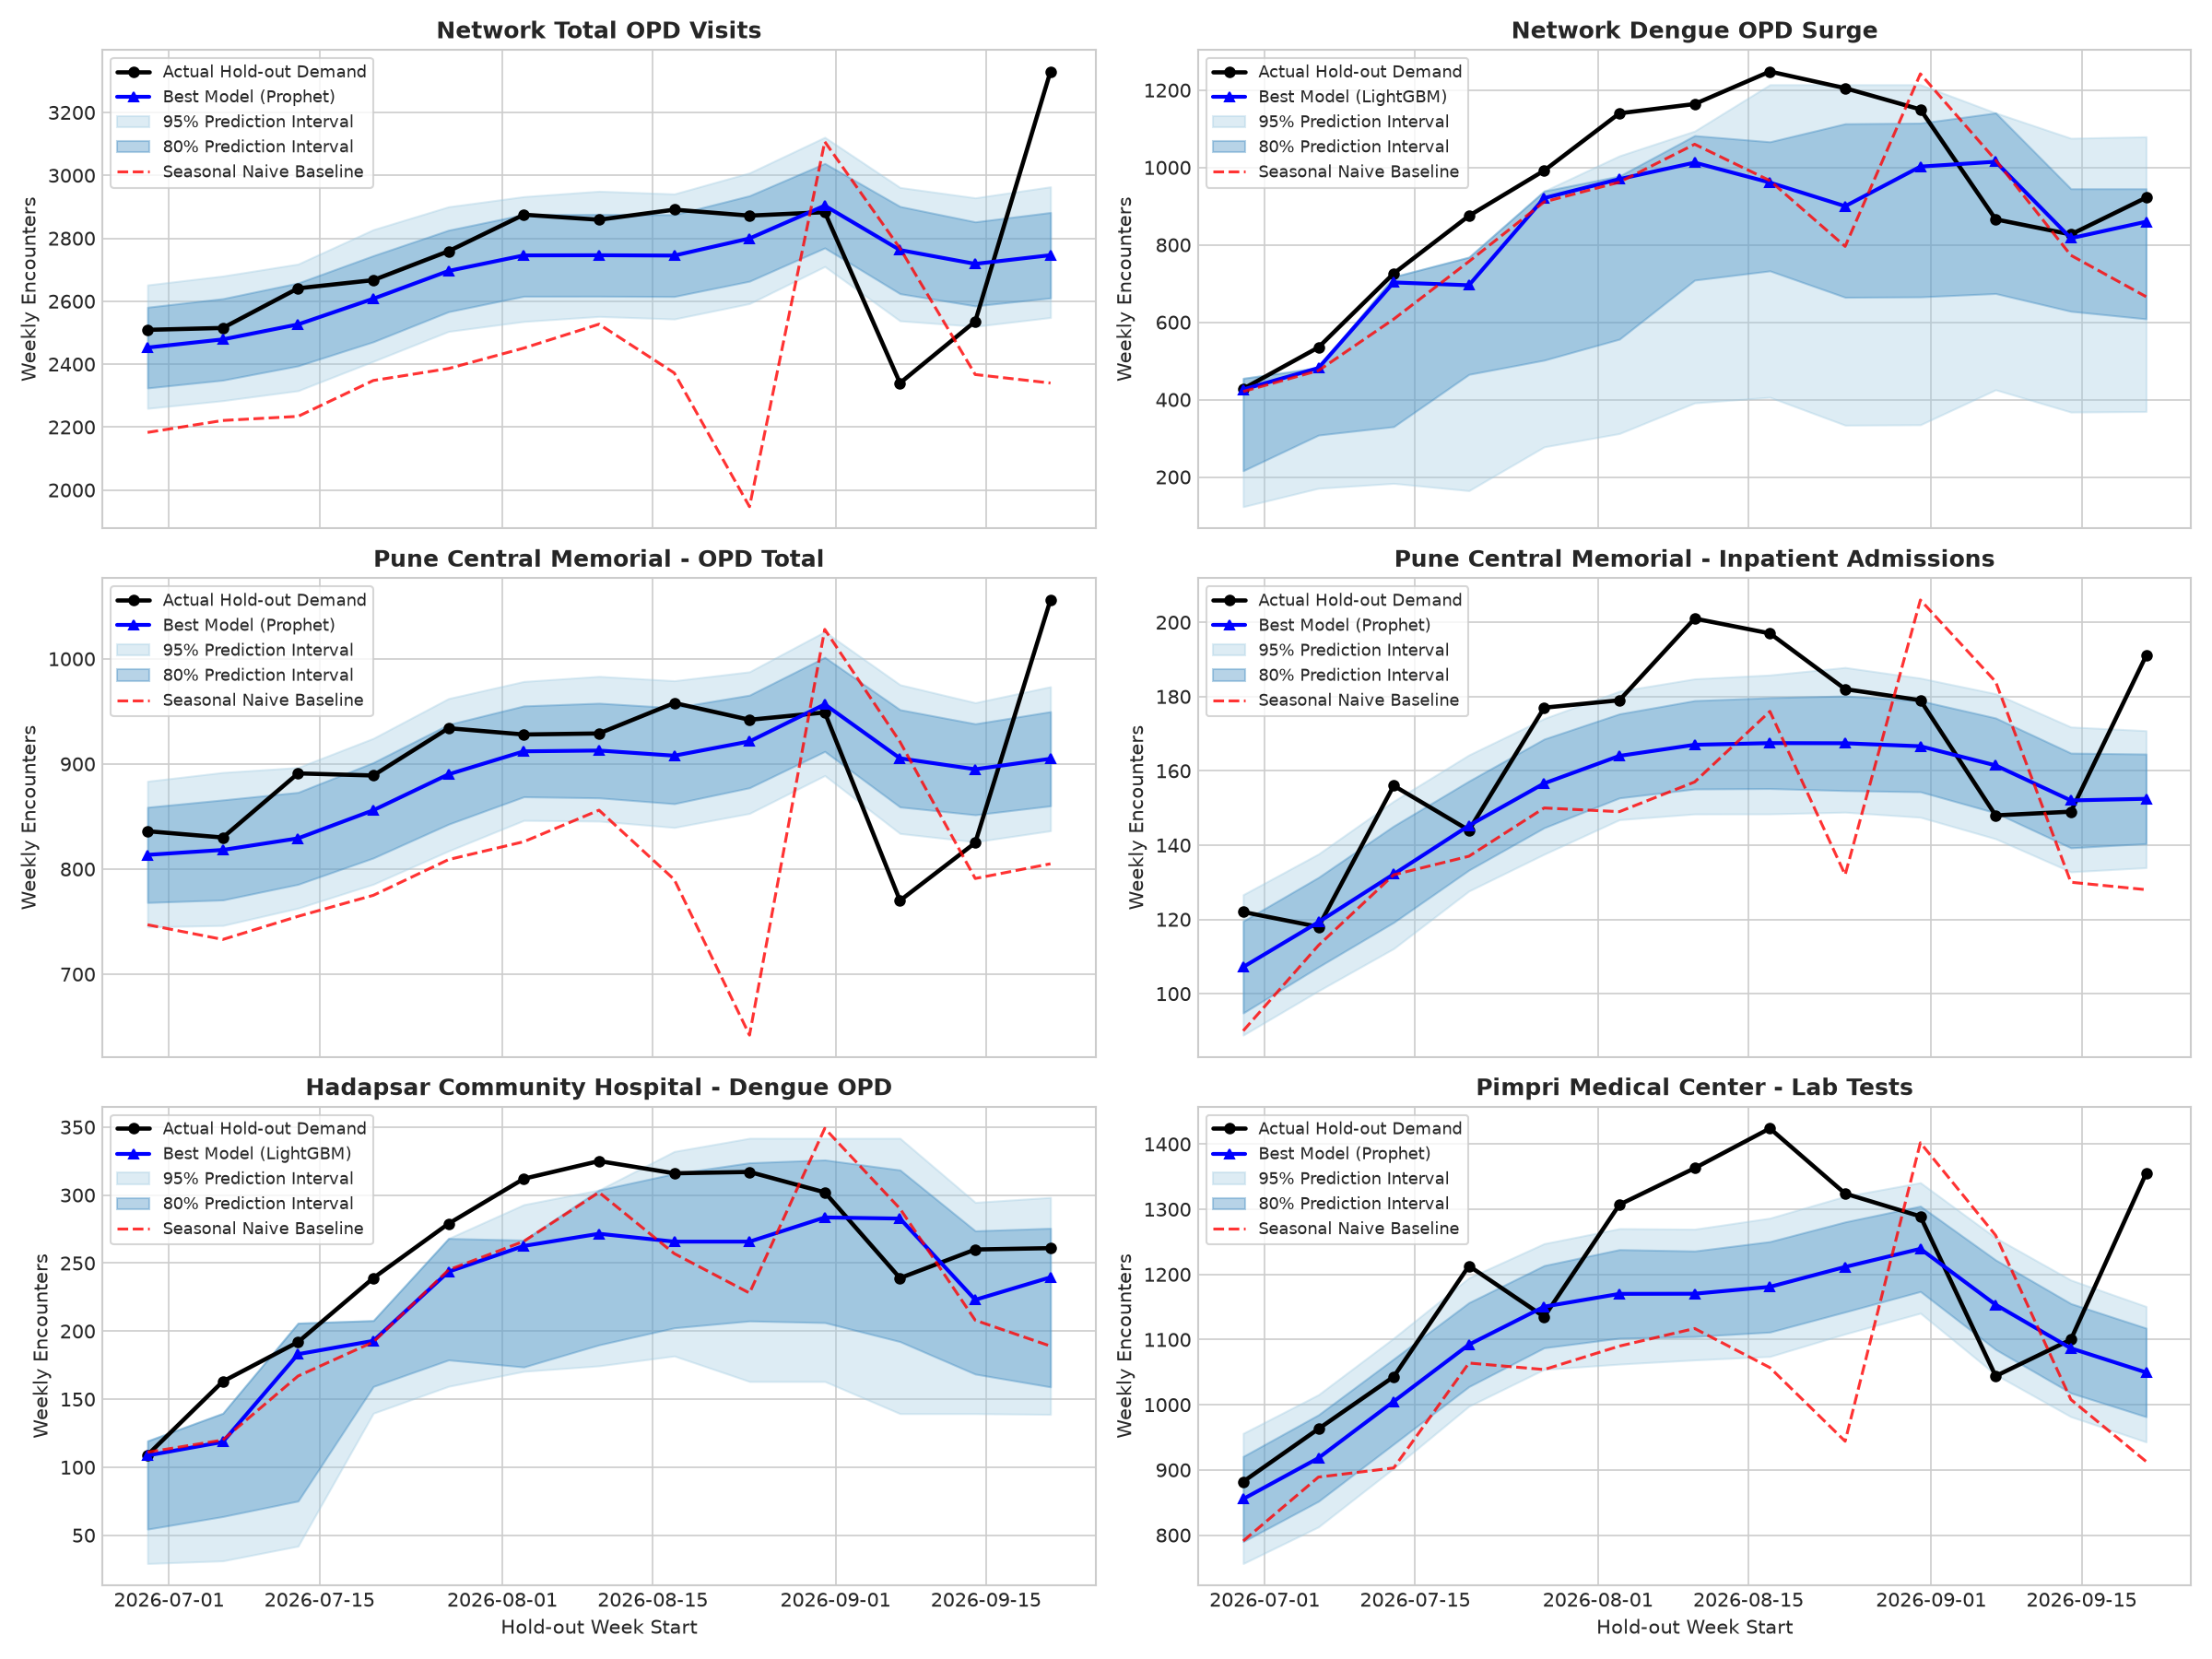 Network Total OPD Visits
Actual Hold-out Demand
Best Model (Prophet)
95% Prediction Interval
80% Prediction Interval
Seasonal Naive Baseline
Weekly Encounters
3200
3000
2800
2600
2400
2200
2000
Network Dengue OPD Surge
Actual Hold-out Demand
Best Model (LightGBM)
95% Prediction Interval
80% Prediction Interval
Seasonal Naive Baseline
Weekly Encounters
1200
1000
800
600
400
200
Pune Central Memorial - OPD Total
Actual Hold-out Demand
Best Model (Prophet)
95% Prediction Interval
80% Prediction Interval
Seasonal Naive Baseline
Weekly Encounters
1000
900
800
700
Pune Central Memorial - Inpatient Admissions
Actual Hold-out Demand
Best Model (Prophet)
95% Prediction Interval
80% Prediction Interval
Seasonal Naive Baseline
Weekly Encounters
200
180
160
140
120
100
Hadapsar Community Hospital - Dengue OPD
Actual Hold-out Demand
Best Model (LightGBM)
95% Prediction Interval
80% Prediction Interval
Seasonal Naive Baseline
Weekly Encounters
350
300
250
200
150
100
50
2026-07-01 2026-07-15 2026-08-01 2026-08-15 2026-09-01 2026-09-15
Hold-out Week Start
Pimpri Medical Center - Lab Tests
Actual Hold-out Demand
Best Model (Prophet)
95% Prediction Interval
80% Prediction Interval
Seasonal Naive Baseline
Weekly Encounters
1400
1300
1200
1100
1000
900
800
2026-07-01 2026-07-15 2026-08-01 2026-08-15 2026-09-01 2026-09-15
Hold-out Week Start